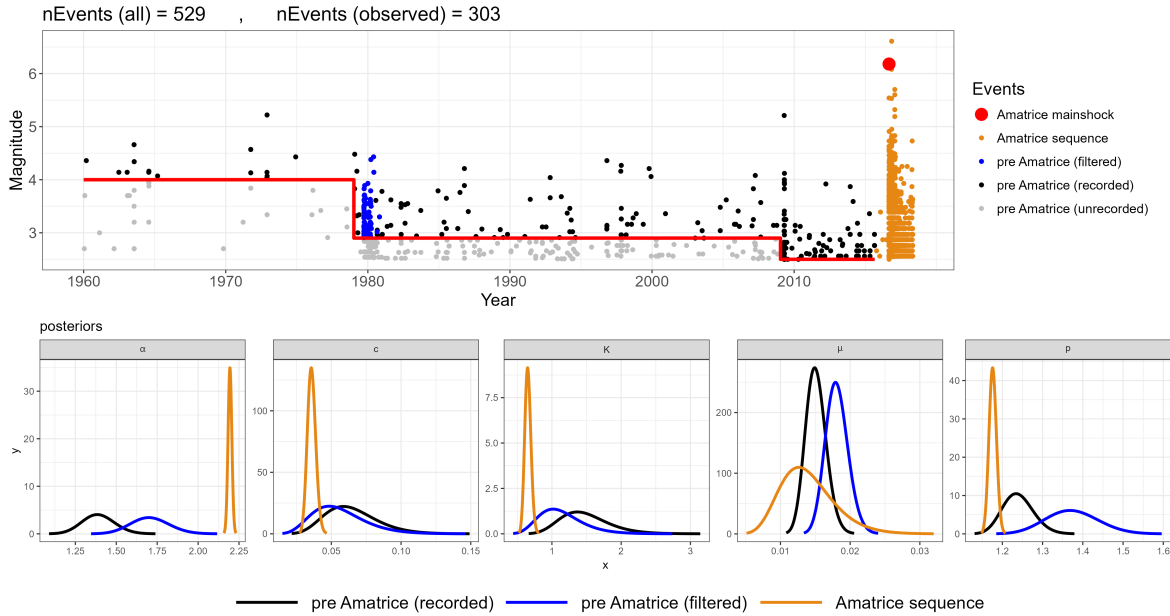 nEvents (all) = 529 , nEvents (observed) = 303
Magnitude
6
5
4
3
1960 1970 1980 1990 2000 2010
Year
Events
Amatrice mainshock
Amatrice sequence
pre Amatrice (filtered)
pre Amatrice (recorded)
pre Amatrice (unrecorded)
posteriors
α c K μ p
y
30
20
10
0
1.25 1.50 1.75 2.00 2.25
100
50
0
0.05 0.10 0.15
7.5
5.0
2.5
0.0
1 2 3
200
100
0
0.01 0.02 0.03
40
30
20
10
0
1.2 1.3 1.4 1.5 1.6
x
pre Amatrice (recorded) pre Amatrice (filtered) Amatrice sequence